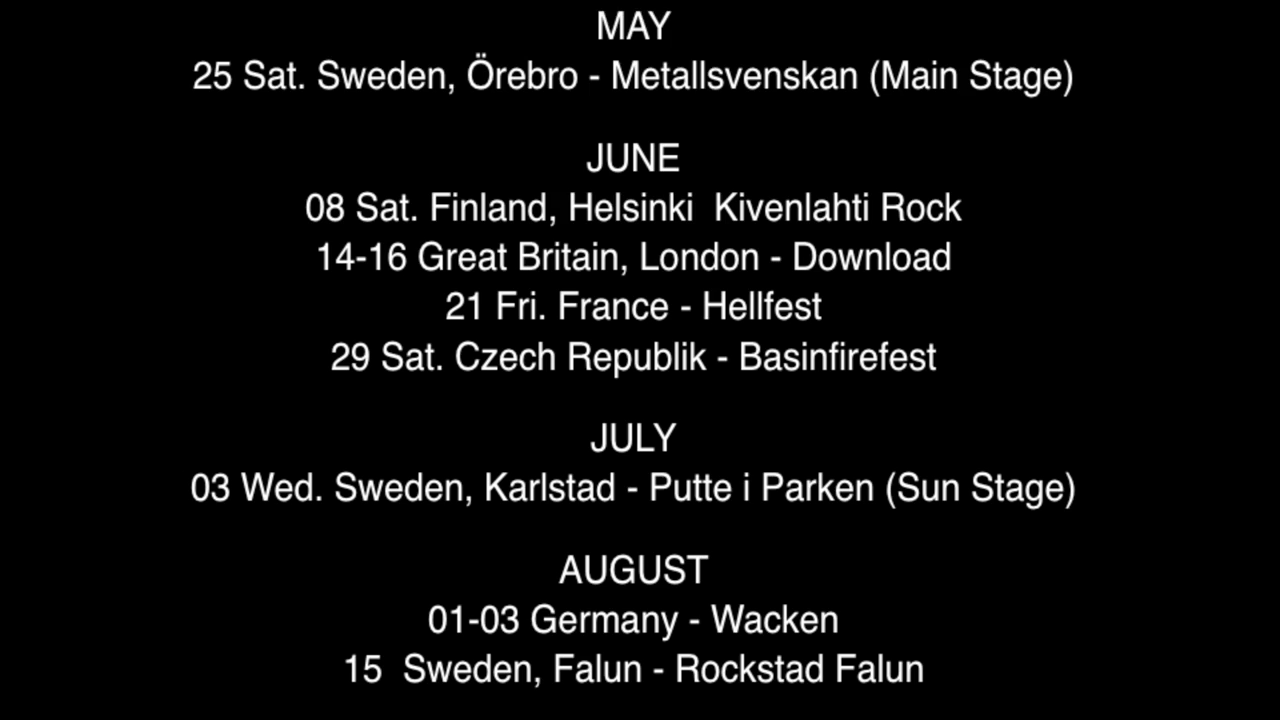 MAY
25 Sat. Sweden, Örebro - Metallsvenskan (Main Stage)
JUNE
08 Sat. Finland, Helsinki  Kivenlahti Rock
14-16 Great Britain, London - Download
21 Fri. France - Hellfest
29 Sat. Czech Republik - Basinfirefest
JULY
03 Wed. Sweden, Karlstad - Putte i Parken (Sun Stage)
AUGUST
01-03 Germany - Wacken
15  Sweden, Falun - Rockstad Falun